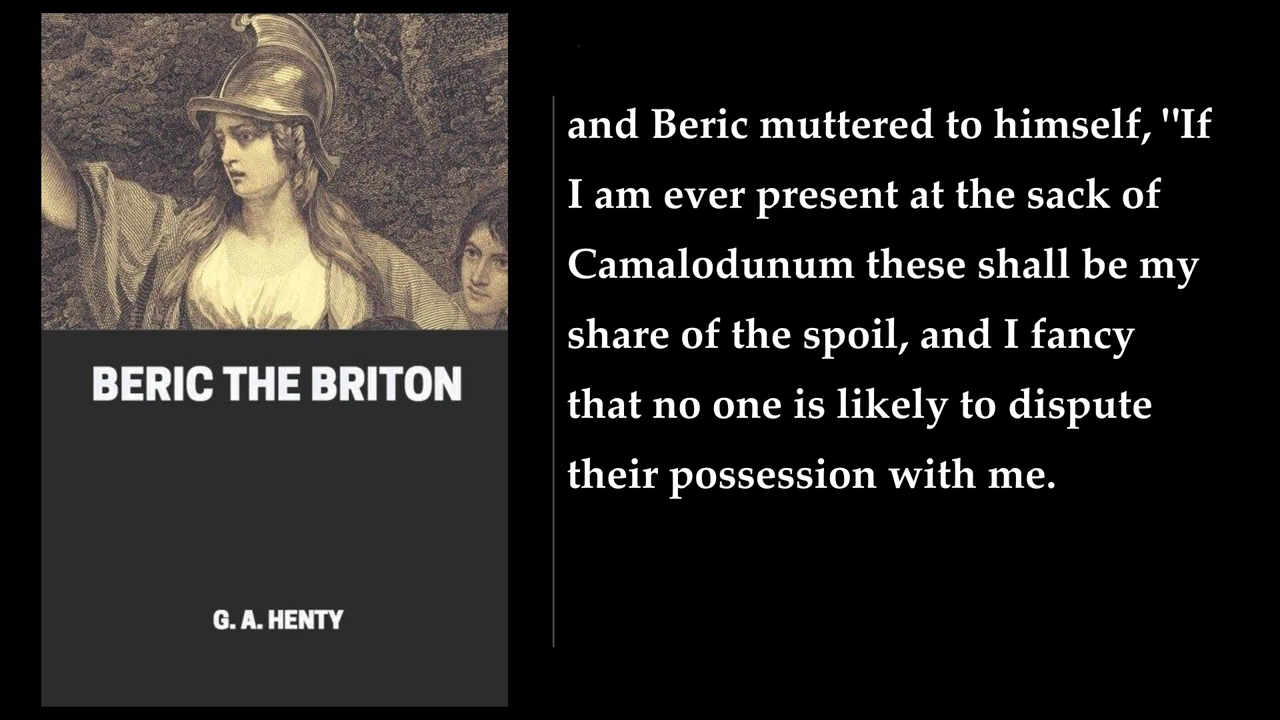 BERIC THE BRITON
G. A. HENTY
and Beric muttered to himself, "If
I am ever present at the sack of
Camalodunum these shall be my
share of the spoil, and I fancy
that no one is likely to dispute
their possession with me.